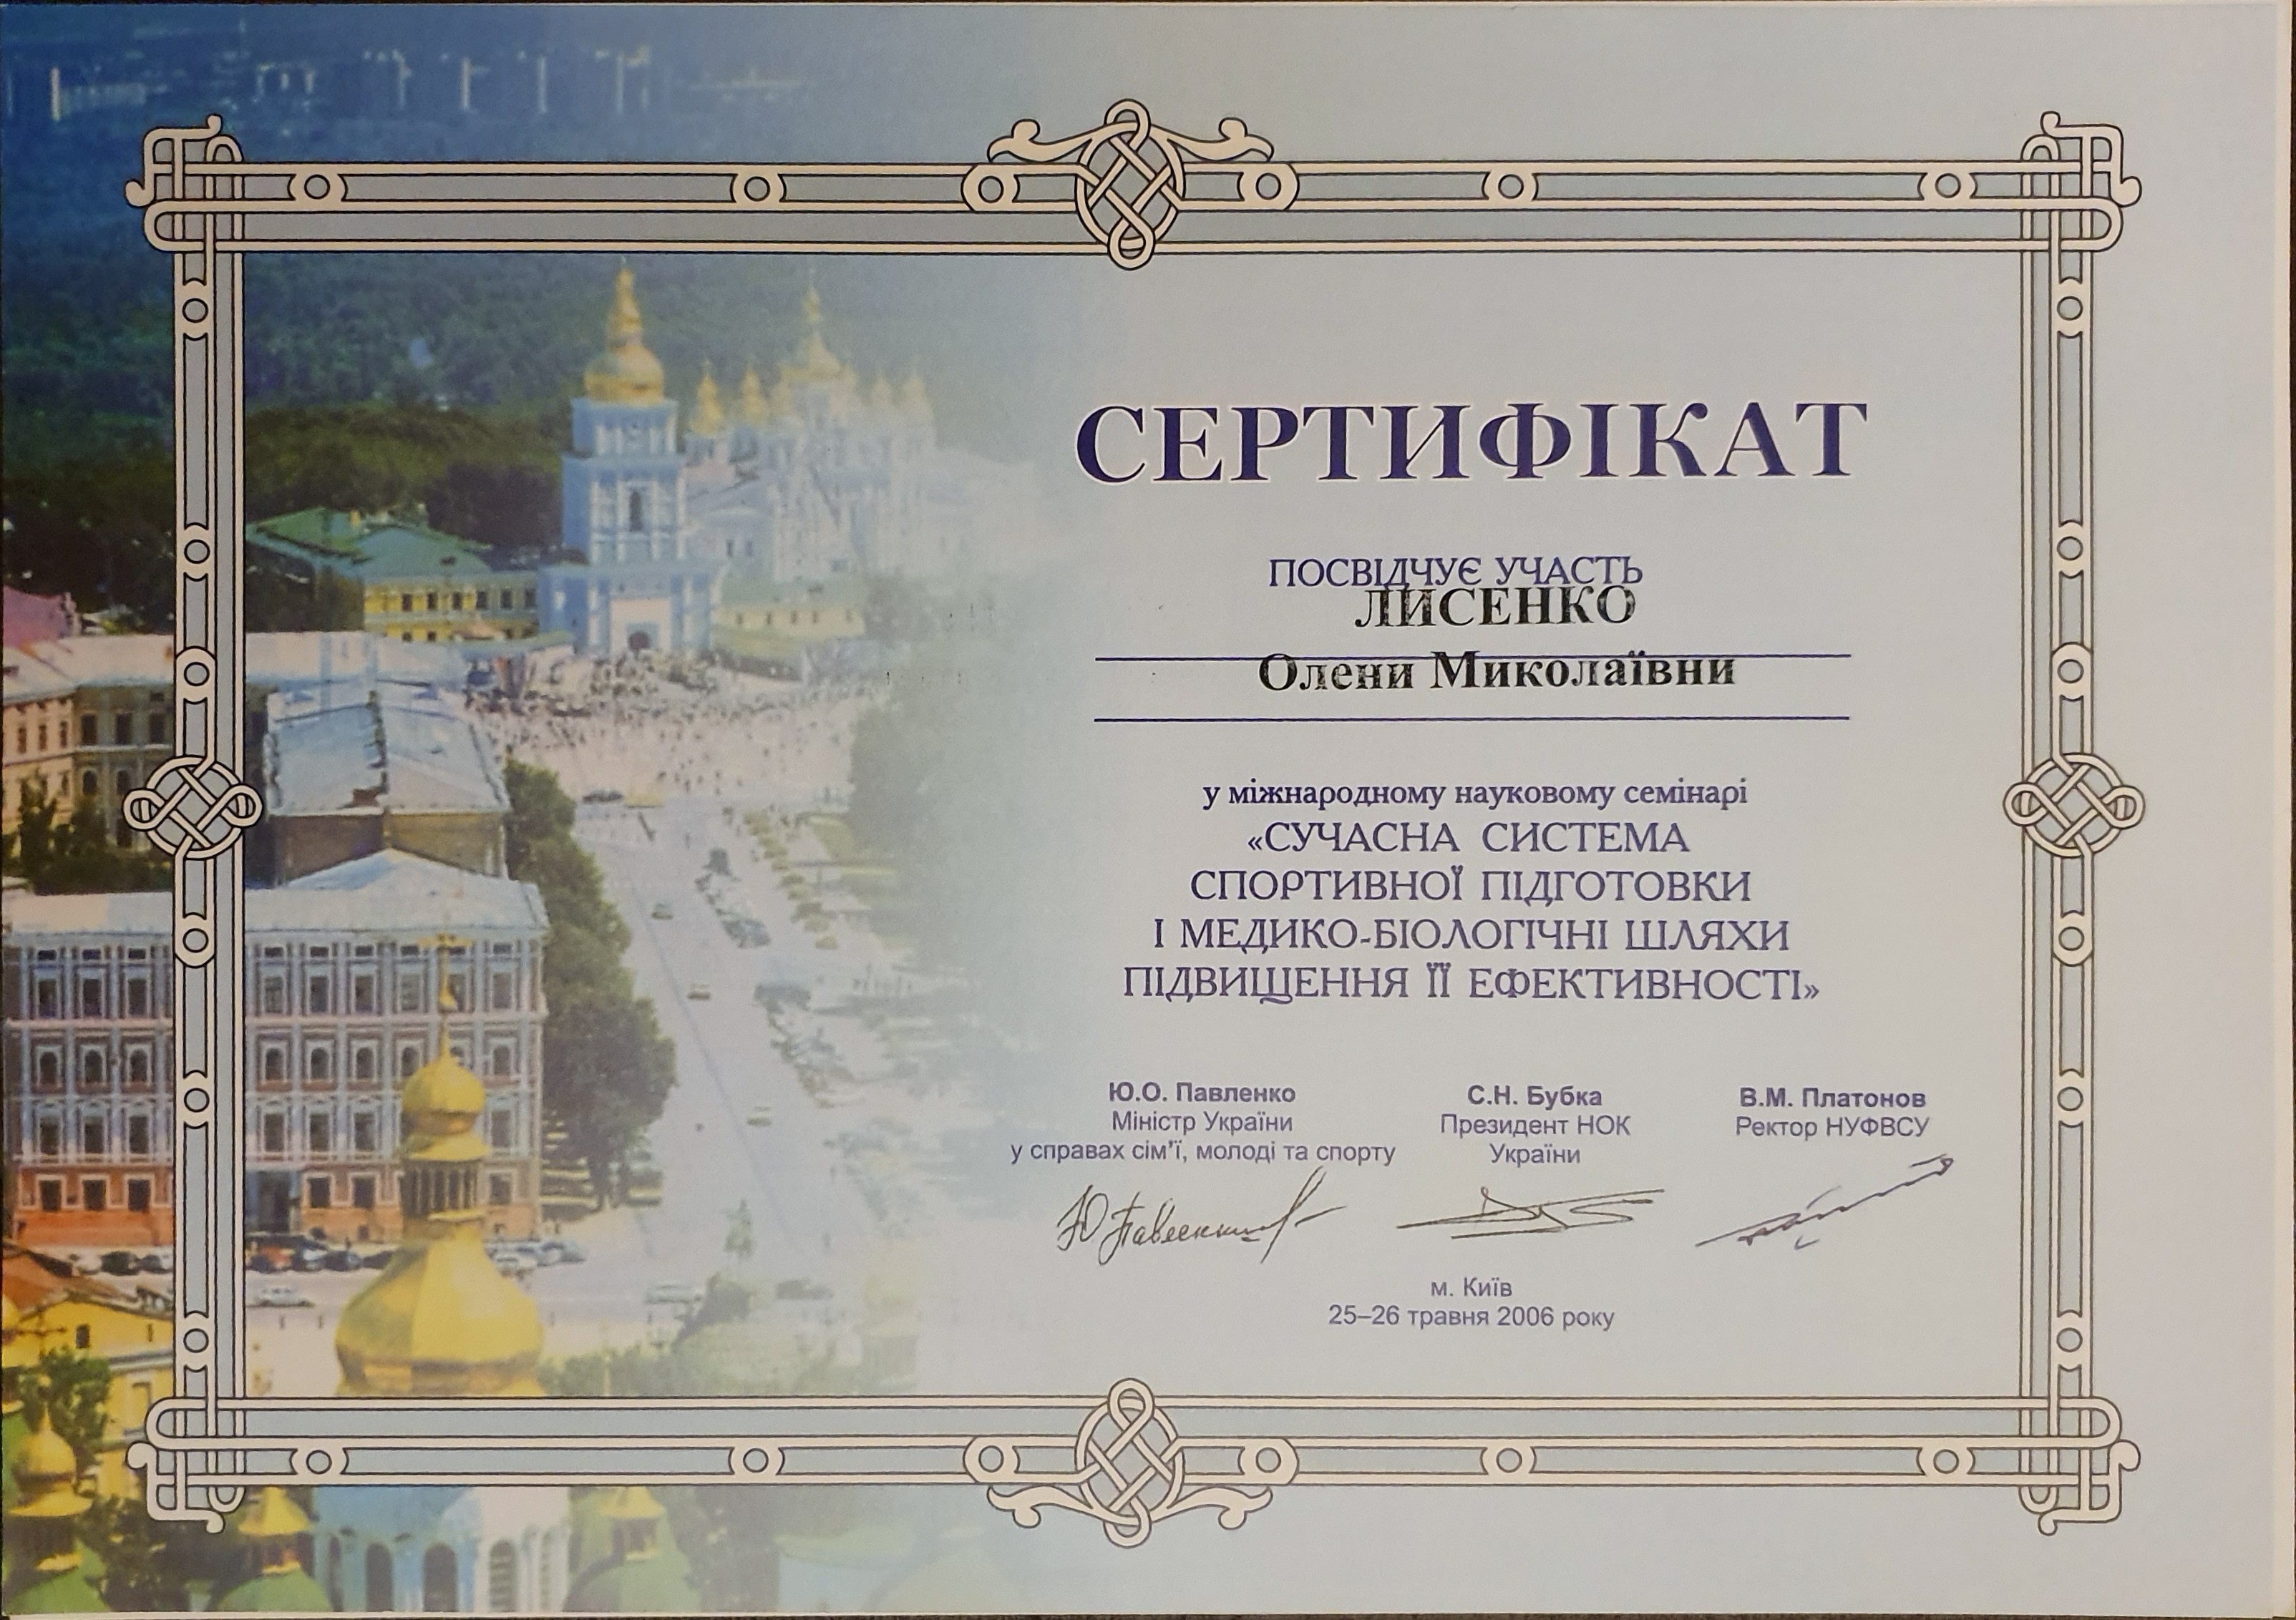 СЕРТИФІКАТ
ПОСВІДЧУЄ УЧАСТЬ
ЛИСЕНКО
Олени Миколаївни
у міжнародному науковому семінарі
«СУЧАСНА СИСТЕМА
СПОРТИВНОЇ ПІДГОТОВКИ
І МЕДИКО-БІОЛОГІЧНІ ШЛЯХИ
ПІДВИЩЕННЯ ЇЇ ЕФЕКТИВНОСТІ»
Ю.О. Павленко
Міністр України
у справах сім'ї, молоді та спорту
С.Н. Бубка
Президент НОК
України
В.М. Платонов
Ректор НУФВСУ
м. Київ
25–26 травня 2006 року